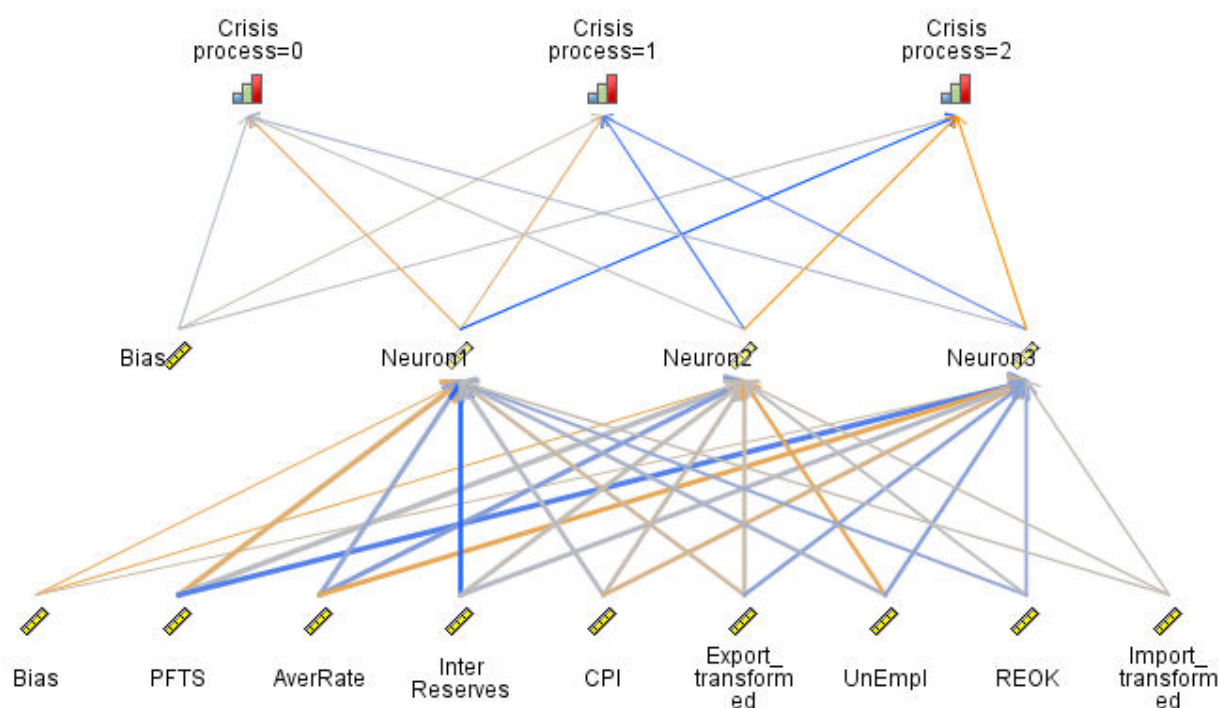 Crisis
process=0
Crisis
process=1
Crisis
process=2
Bias
Neuron1
Neuron2
Neuron3
Bias
PFTS
AverRate
Inter
Reserves
CPI
Export_
transform
ed
UnEmpl
REOK
Import_
transform
ed